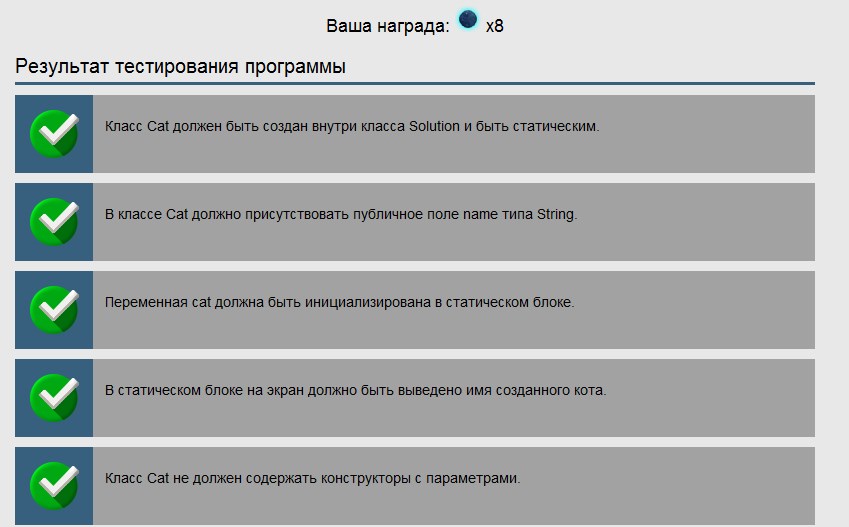 Ваша награда: x8
Результат тестирования программы
Класс Cat должен быть создан внутри класса Solution и быть статическим.
В классе Cat должно присутствовать публичное поле name типа String.
Переменная cat должна быть инициализирована в статическом блоке.
В статическом блоке на экран должно быть выведено имя созданного кота.
Класс Cat не должен содержать конструкторы с параметрами.